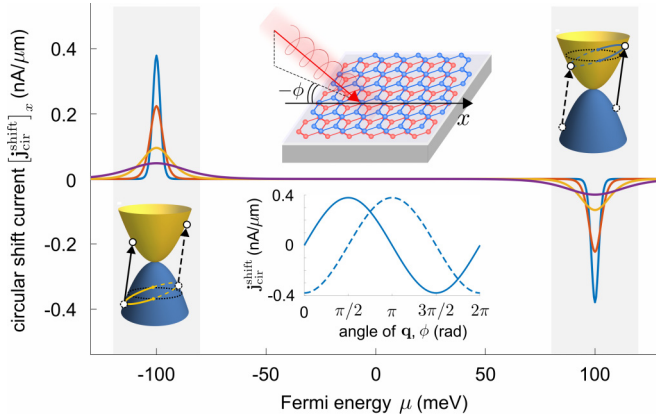 circular shift current [j_cir^shift]_x (nA/μm)
0.4
0.2
0
-0.2
-0.4
-100
-50
0
50
100
Fermi energy μ (meV)
-ϕ
x
j_cir^shift (nA/μm)
0.4
0
-0.4
0
π/2
π
3π/2
2π
angle of q, ϕ (rad)